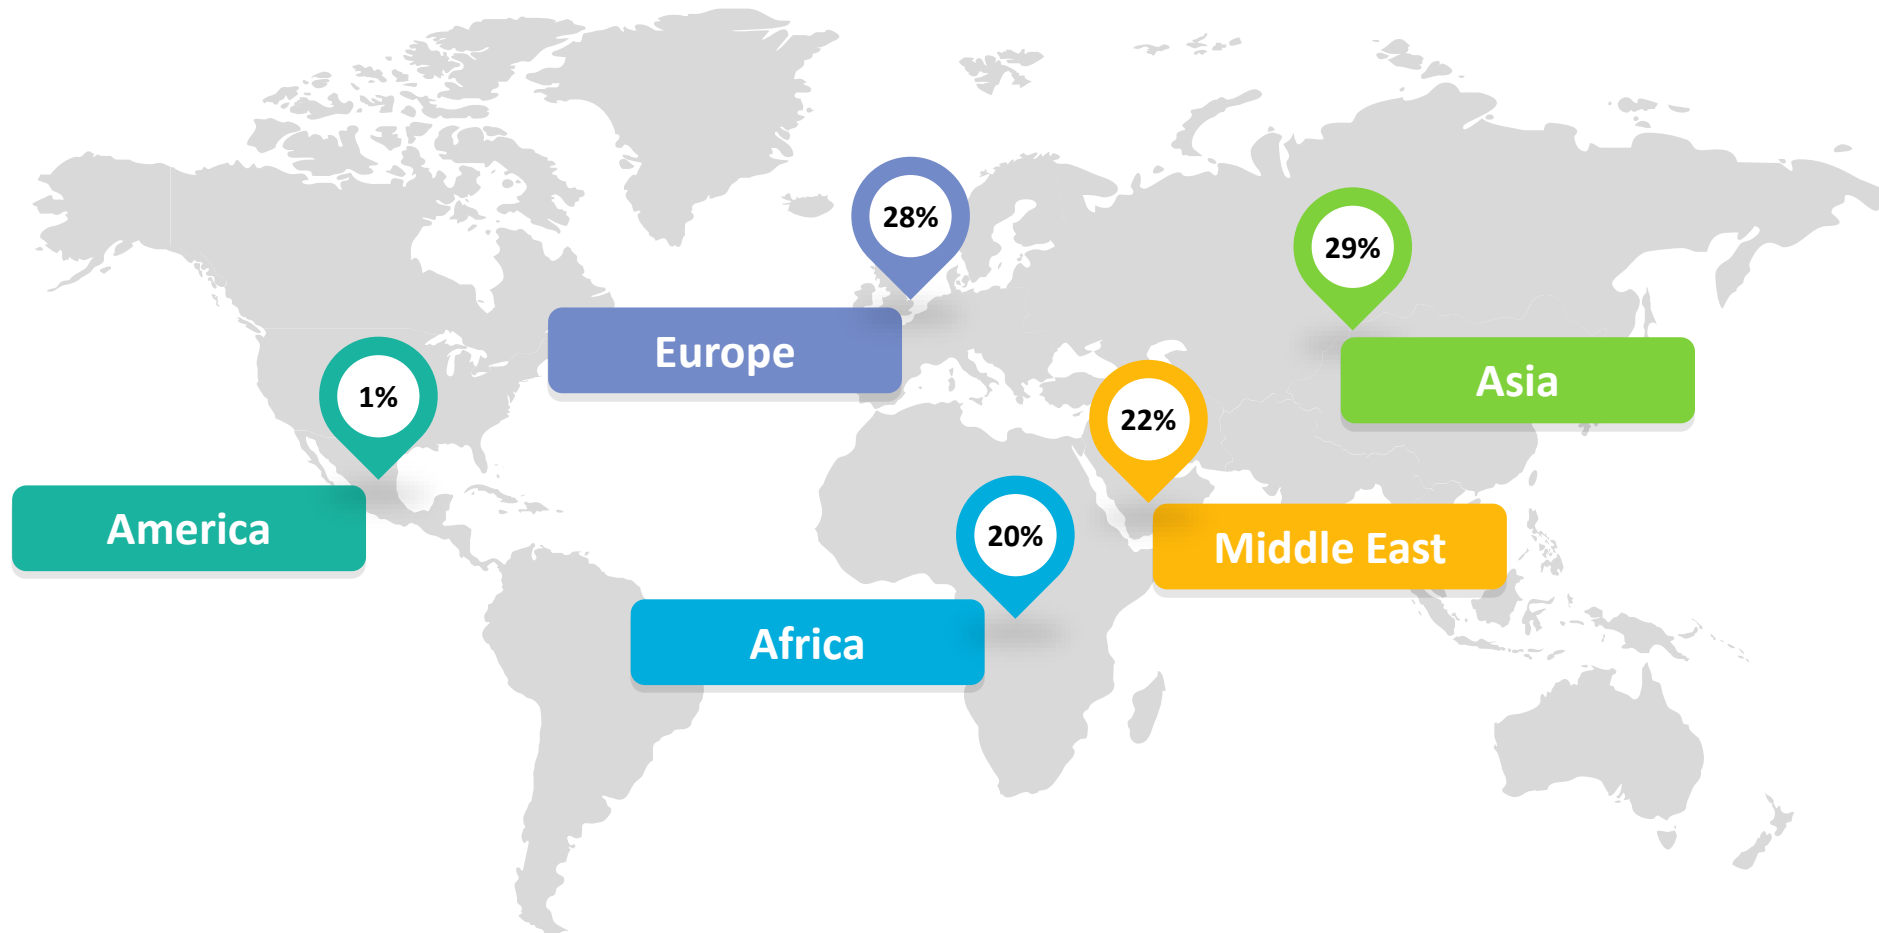 28%
Europe
29%
Asia
1%
America
22%
Middle East
20%
Africa